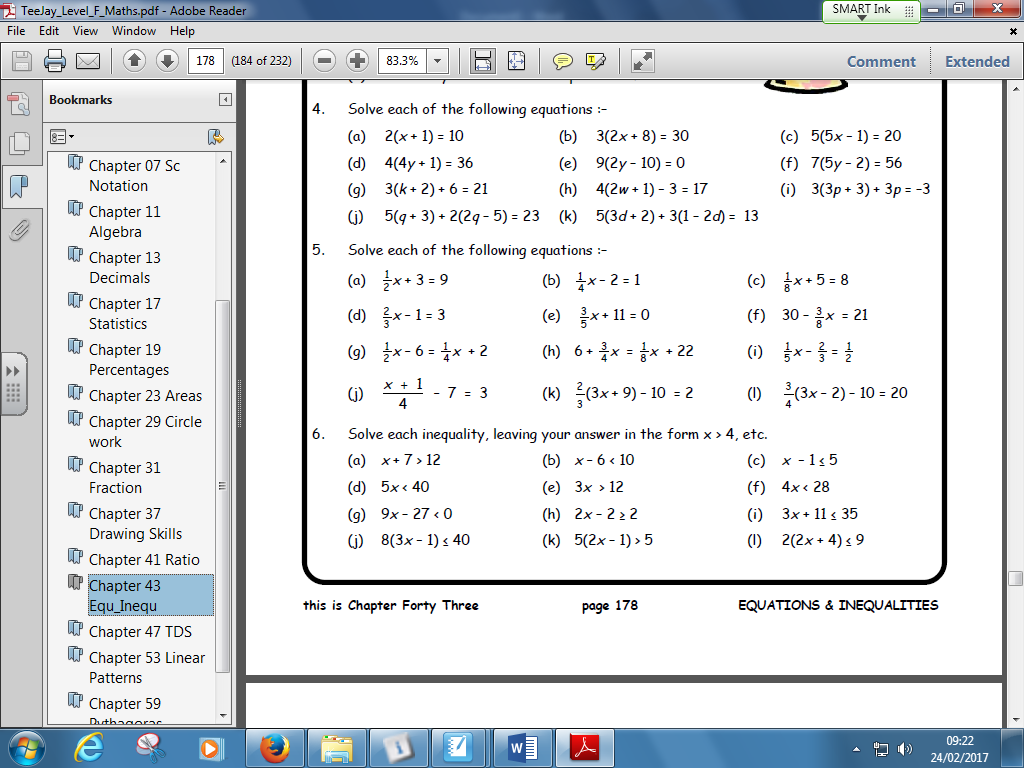 TeeJay_Level_F_Maths.pdf - Adobe Reader
SMART Ink
File Edit View Window Help
178 (184 of 232) 83.3% Comment Extended
Bookmarks
Chapter 07 Sc
Notation
Chapter 11
Algebra
Chapter 13
Decimals
Chapter 17
Statistics
Chapter 19
Percentages
Chapter 23 Areas
Chapter 29 Circle
work
Chapter 31
Fraction
Chapter 37
Drawing Skills
Chapter 41 Ratio
Chapter 43
Equ_Inequ
Chapter 47 TDS
Chapter 53 Linear
Patterns
Chapter 59
Pythagoras
4. Solve each of the following equations :-
(a) 2(x + 1) = 10 (b) 3(2x + 8) = 30 (c) 5(5x - 1) = 20
(d) 4(4y + 1) = 36 (e) 9(2y - 10) = 0 (f) 7(5y - 2) = 56
(g) 3(k + 2) + 6 = 21 (h) 4(2w + 1) - 3 = 17 (i) 3(3p + 3) + 3p = -3
(j) 5(q + 3) + 2(2q - 5) = 23 (k) 5(3d + 2) + 3(1 - 2d) = 13
5. Solve each of the following equations :-
(a) 1/2 x + 3 = 9 (b) 1/4 x - 2 = 1 (c) 1/8 x + 5 = 8
(d) 2/3 x - 1 = 3 (e) 3/5 x + 11 = 0 (f) 30 - 3/8 x = 21
(g) 1/2 x - 6 = 1/4 x + 2 (h) 6 + 3/4 x = 1/8 x + 22 (i) 1/5 x - 2/3 = 1/2
(j) (x + 1)/4 - 7 = 3 (k) 2/3 (3x + 9) - 10 = 2 (l) 3/4 (3x - 2) - 10 = 20
6. Solve each inequality, leaving your answer in the form x > 4, etc.
(a) x + 7 > 12 (b) x - 6 < 10 (c) x - 1 ≤ 5
(d) 5x < 40 (e) 3x > 12 (f) 4x < 28
(g) 9x - 27 < 0 (h) 2x - 2 ≥ 2 (i) 3x + 11 ≤ 35
(j) 8(3x - 1) ≤ 40 (k) 5(2x - 1) > 5 (l) 2(2x + 4) ≤ 9
this is Chapter Forty Three page 178 EQUATIONS & INEQUALITIES
09:22
24/02/2017